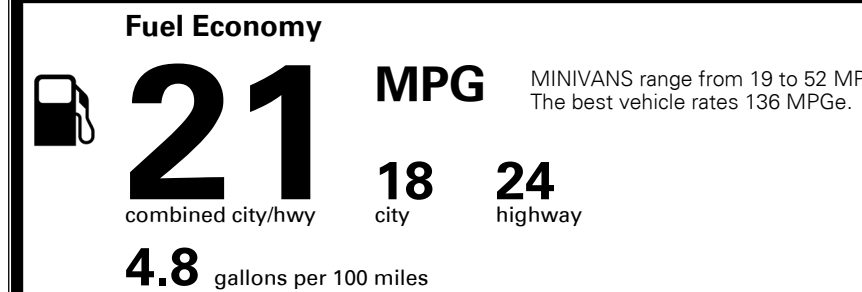 Fuel Economy
21 MPG
MINIVANS range from 19 to 52
The best vehicle rates 136 MPGe.
18 24
combined city/hwy city highway
4.8 gallons per 100 miles